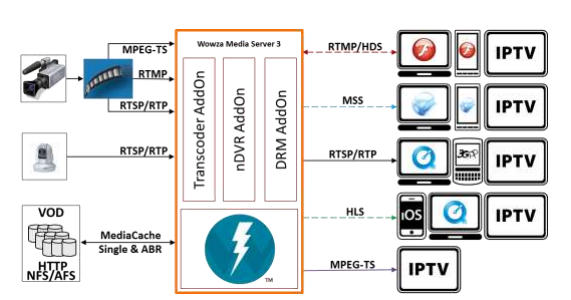 Wowza Media Server 3
MPEG-TS
RTMP
RTSP/RTP
RTSP/RTP
VOD
HTTP
NFS/AFS
MediaCache
Single & ABR
Transcoder AddOn
nDVR AddOn
DRM AddOn
TM
RTMP/HDS
IPTV
MSS
IPTV
RTSP/RTP
3G
IPTV
HLS
iOS
IPTV
MPEG-TS
IPTV